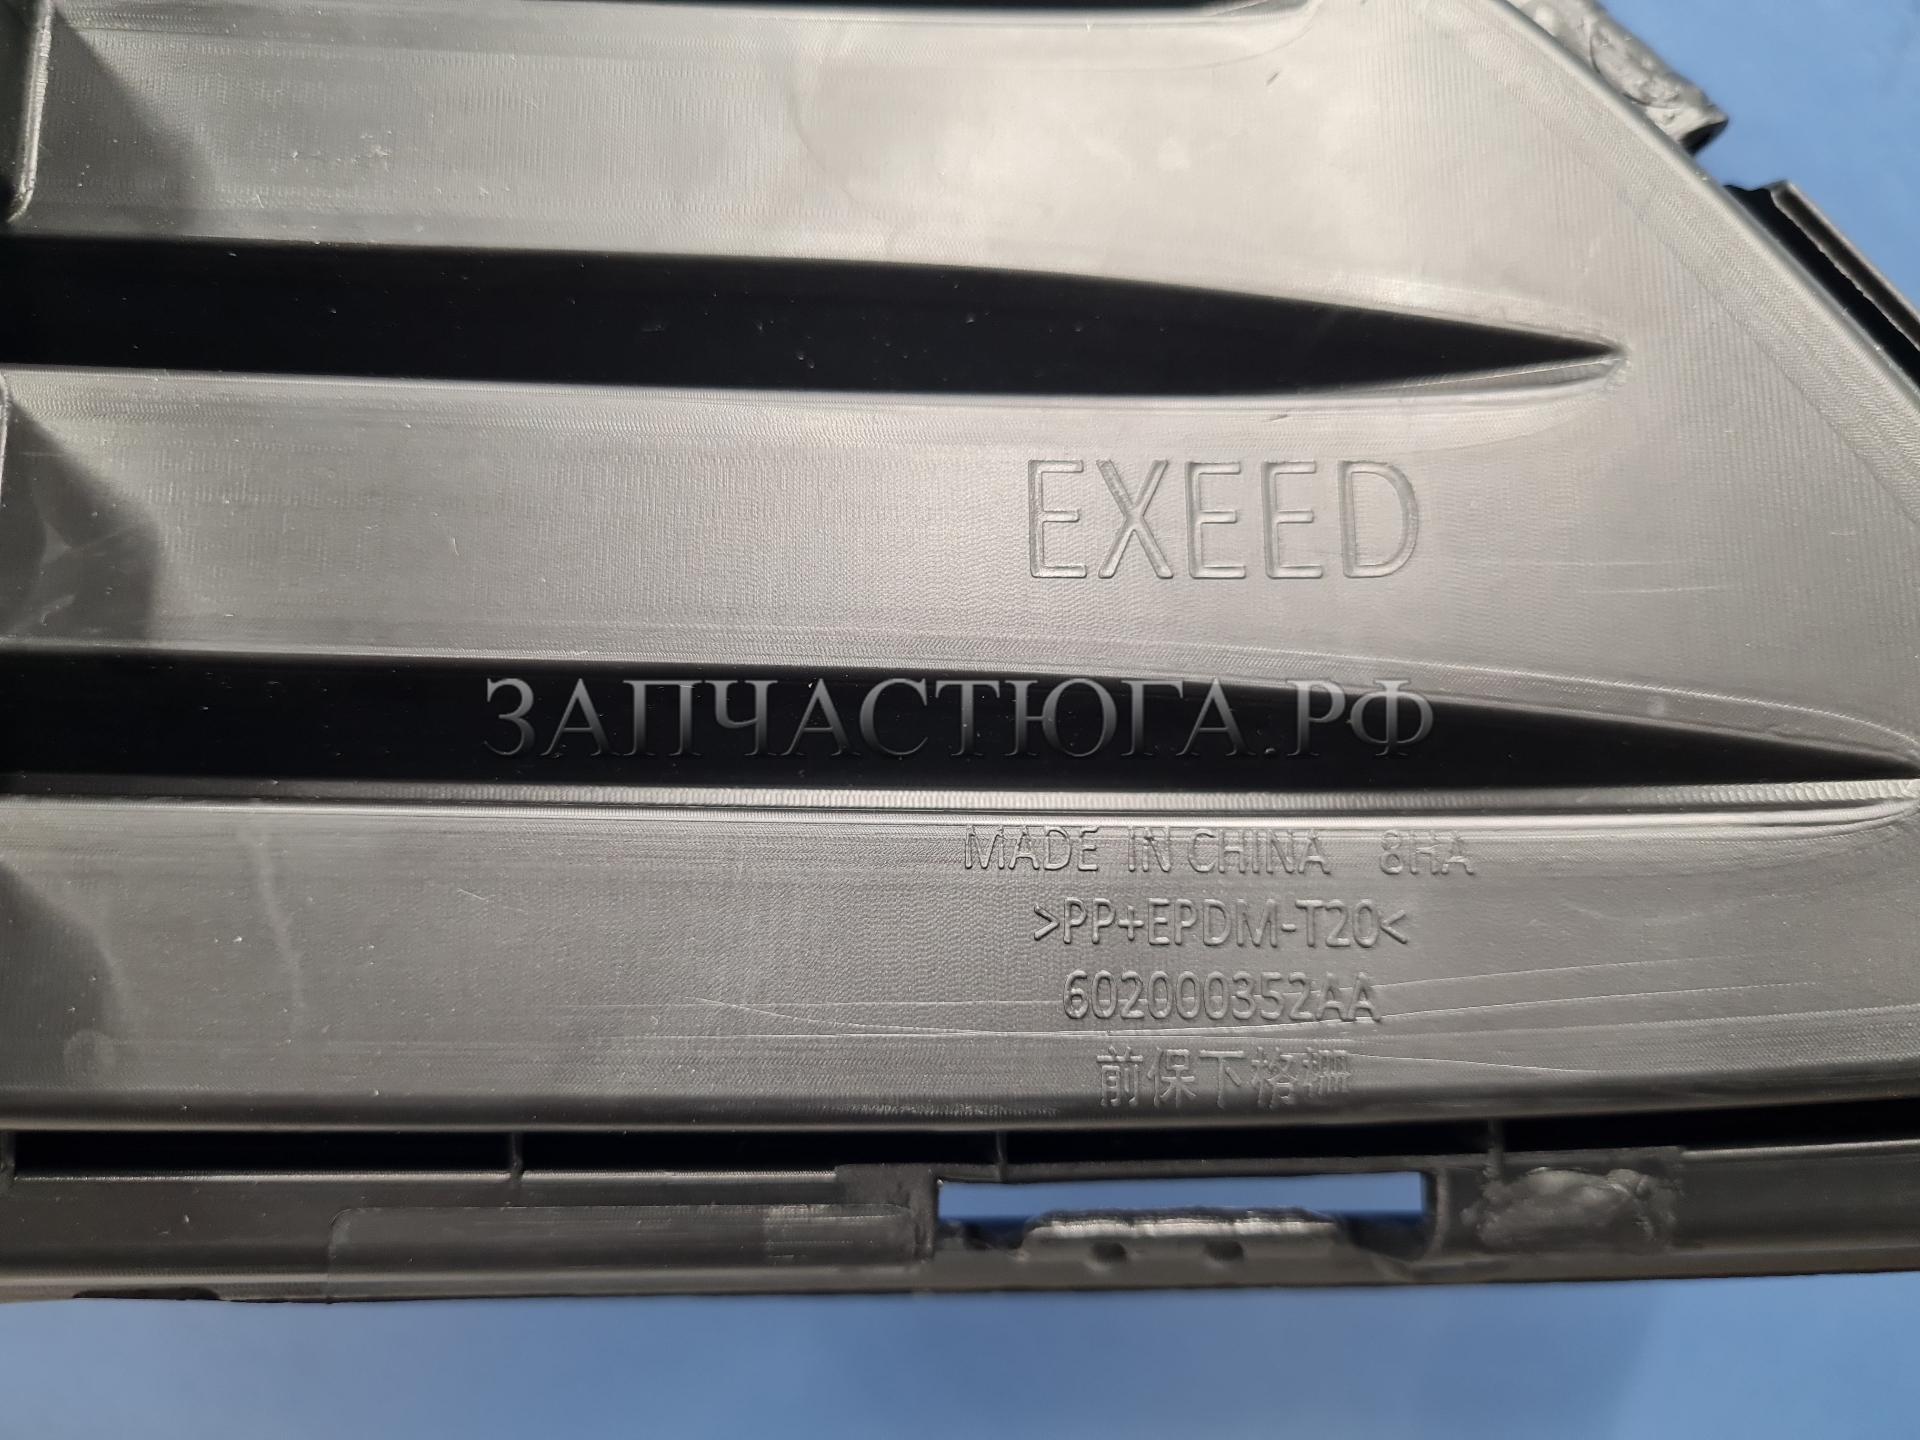 EXEED
ЗАПЧАСТЮГА.РФ
MADE IN CHINA 8HA
>PP+EPDM-T20<
602000352AA
前保下格栅